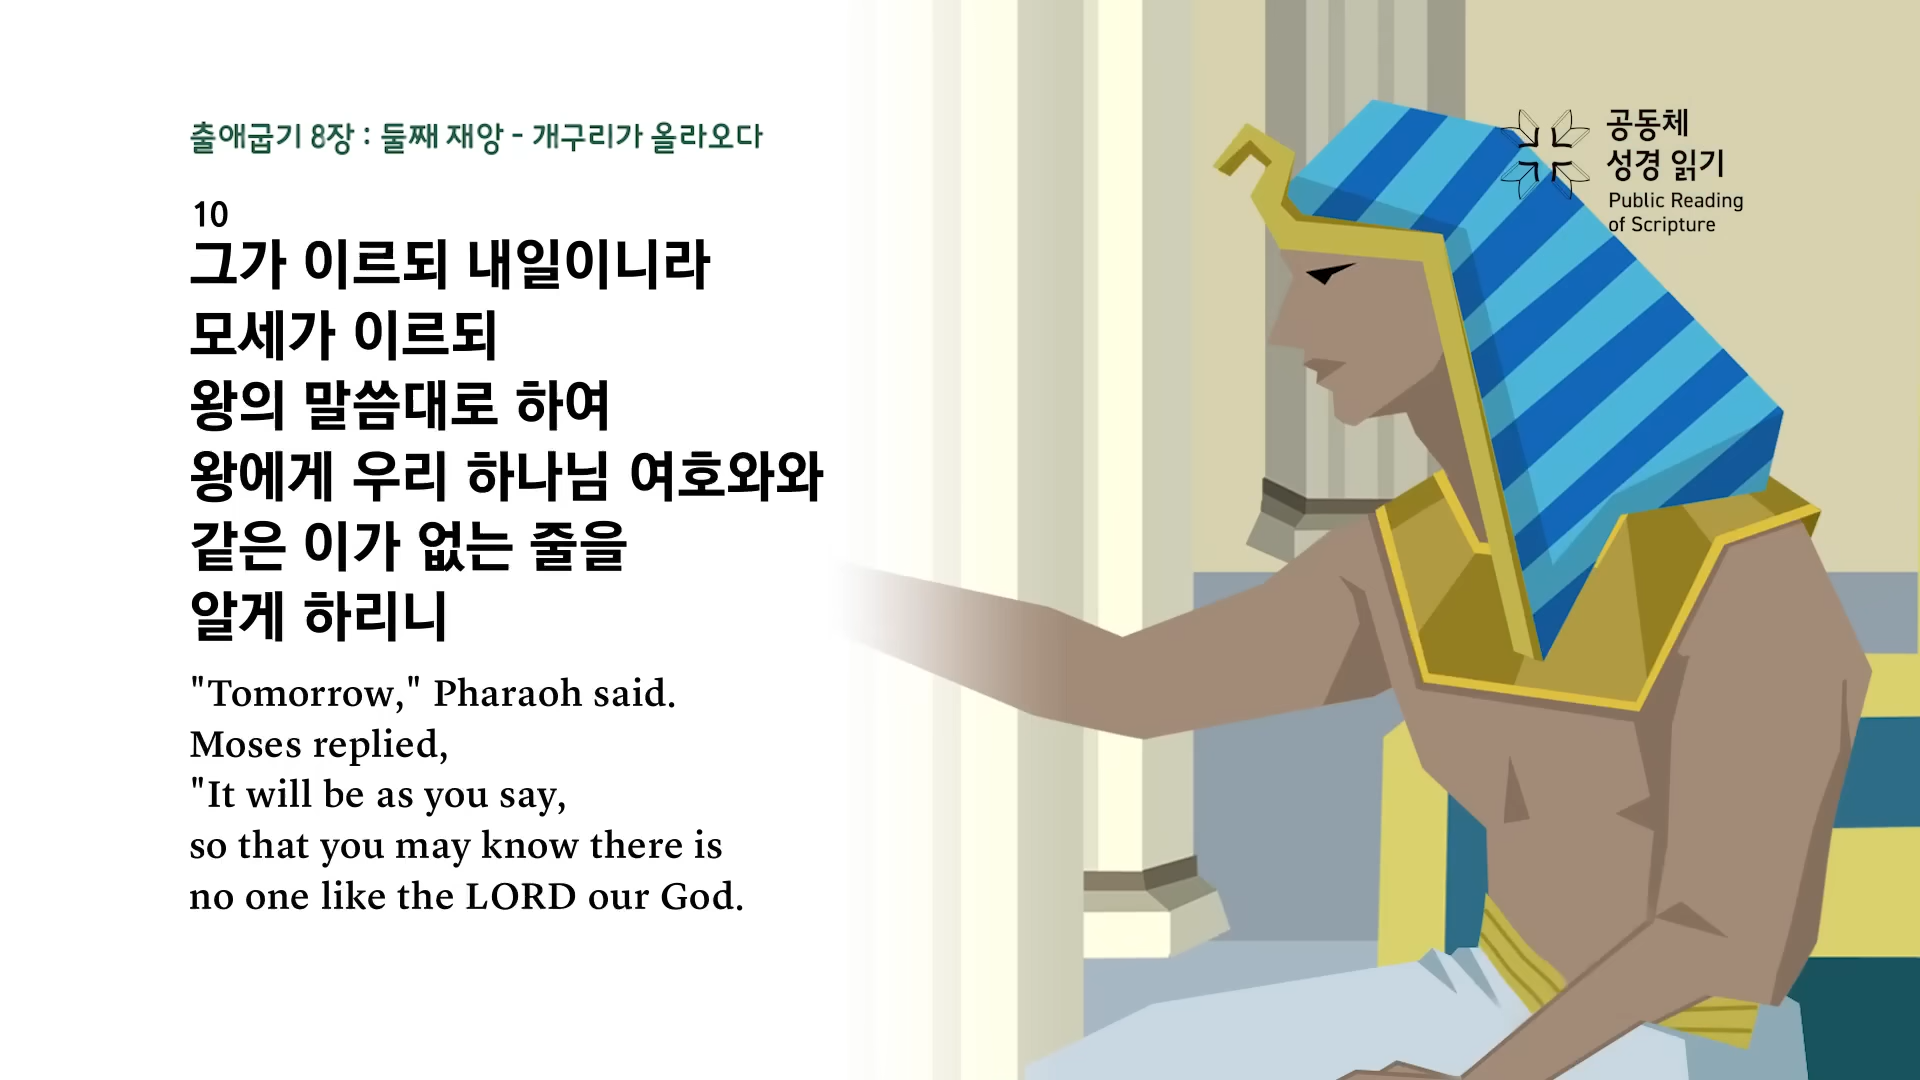 출애굽기 8장 : 둘째 재앙 - 개구리가 올라오다
10
그가 이르되 내일이니라
모세가 이르되
왕의 말씀대로 하여
왕에게 우리 하나님 여호와와
같은 이가 없는 줄을
알게 하리니
"Tomorrow," Pharaoh said.
Moses replied,
"It will be as you say,
so that you may know there is
no one like the LORD our God.
공동체
성경 읽기
Public Reading
of Scripture